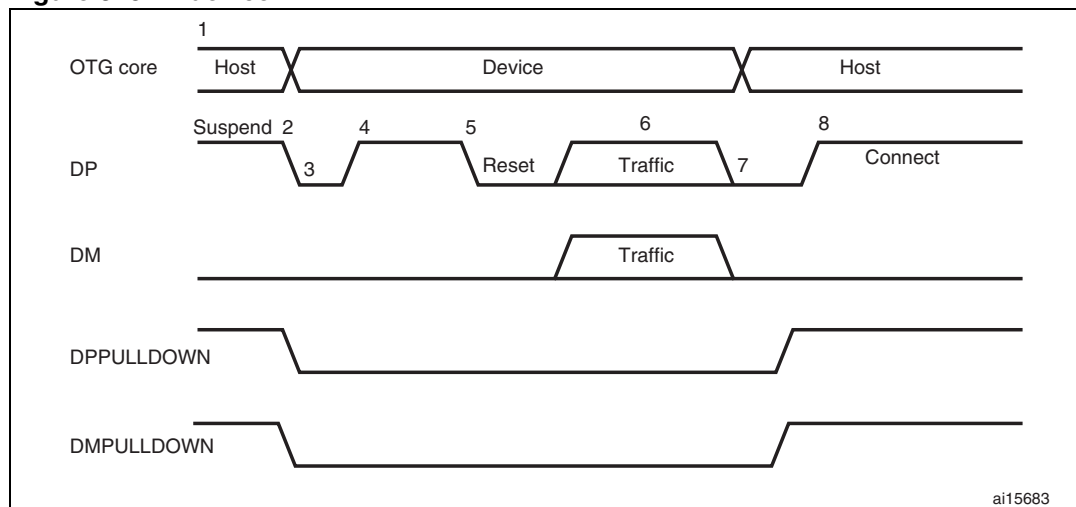 1
OTG core Host Device Host
Suspend 2 4 5 6 8
DP 3 Reset Traffic 7 Connect
DM Traffic
DPPULLDOWN
DMPULLDOWN
ai15683